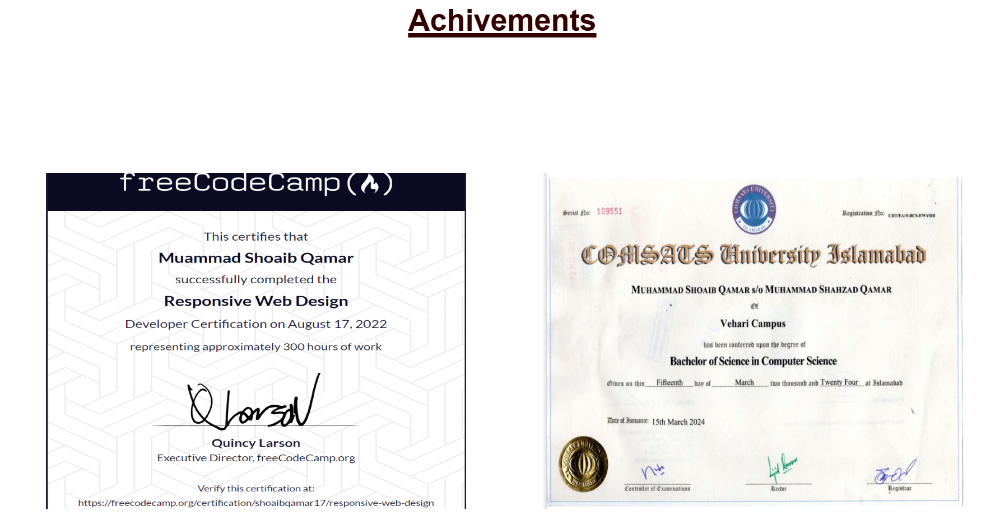 Achivements
freeCodeCamp
This certifies that
Muammad Shoaib Qamar
successfully completed the
Responsive Web Design
Developer Certification on August 17, 2022
representing approximately 300 hours of work
Quincy Larson
Executive Director, freeCodeCamp.org
Verify this certification at:
https://freecodecamp.org/certification/shoaibqamar17/responsive-web-design
COMSATS UNIVERSITY
ISLAMABAD
Serial No: 109551
Registration No: CIIT/FA19-BCS-079/VHR
COMSATS University Islamabad
MUHAMMAD SHOAIB QAMAR s/o MUHAMMAD SHAHZAD QAMAR
Of
Vehari Campus
has been conferred upon the degree of
Bachelor of Science in Computer Science
Given on this Fifteenth day of March two thousand and Twenty Four at Islamabad
Date of Issuance: 15th March 2024
COMSATS UNIVERSITY
ISLAMABAD
Controller of Examinations
Rector
Registrar